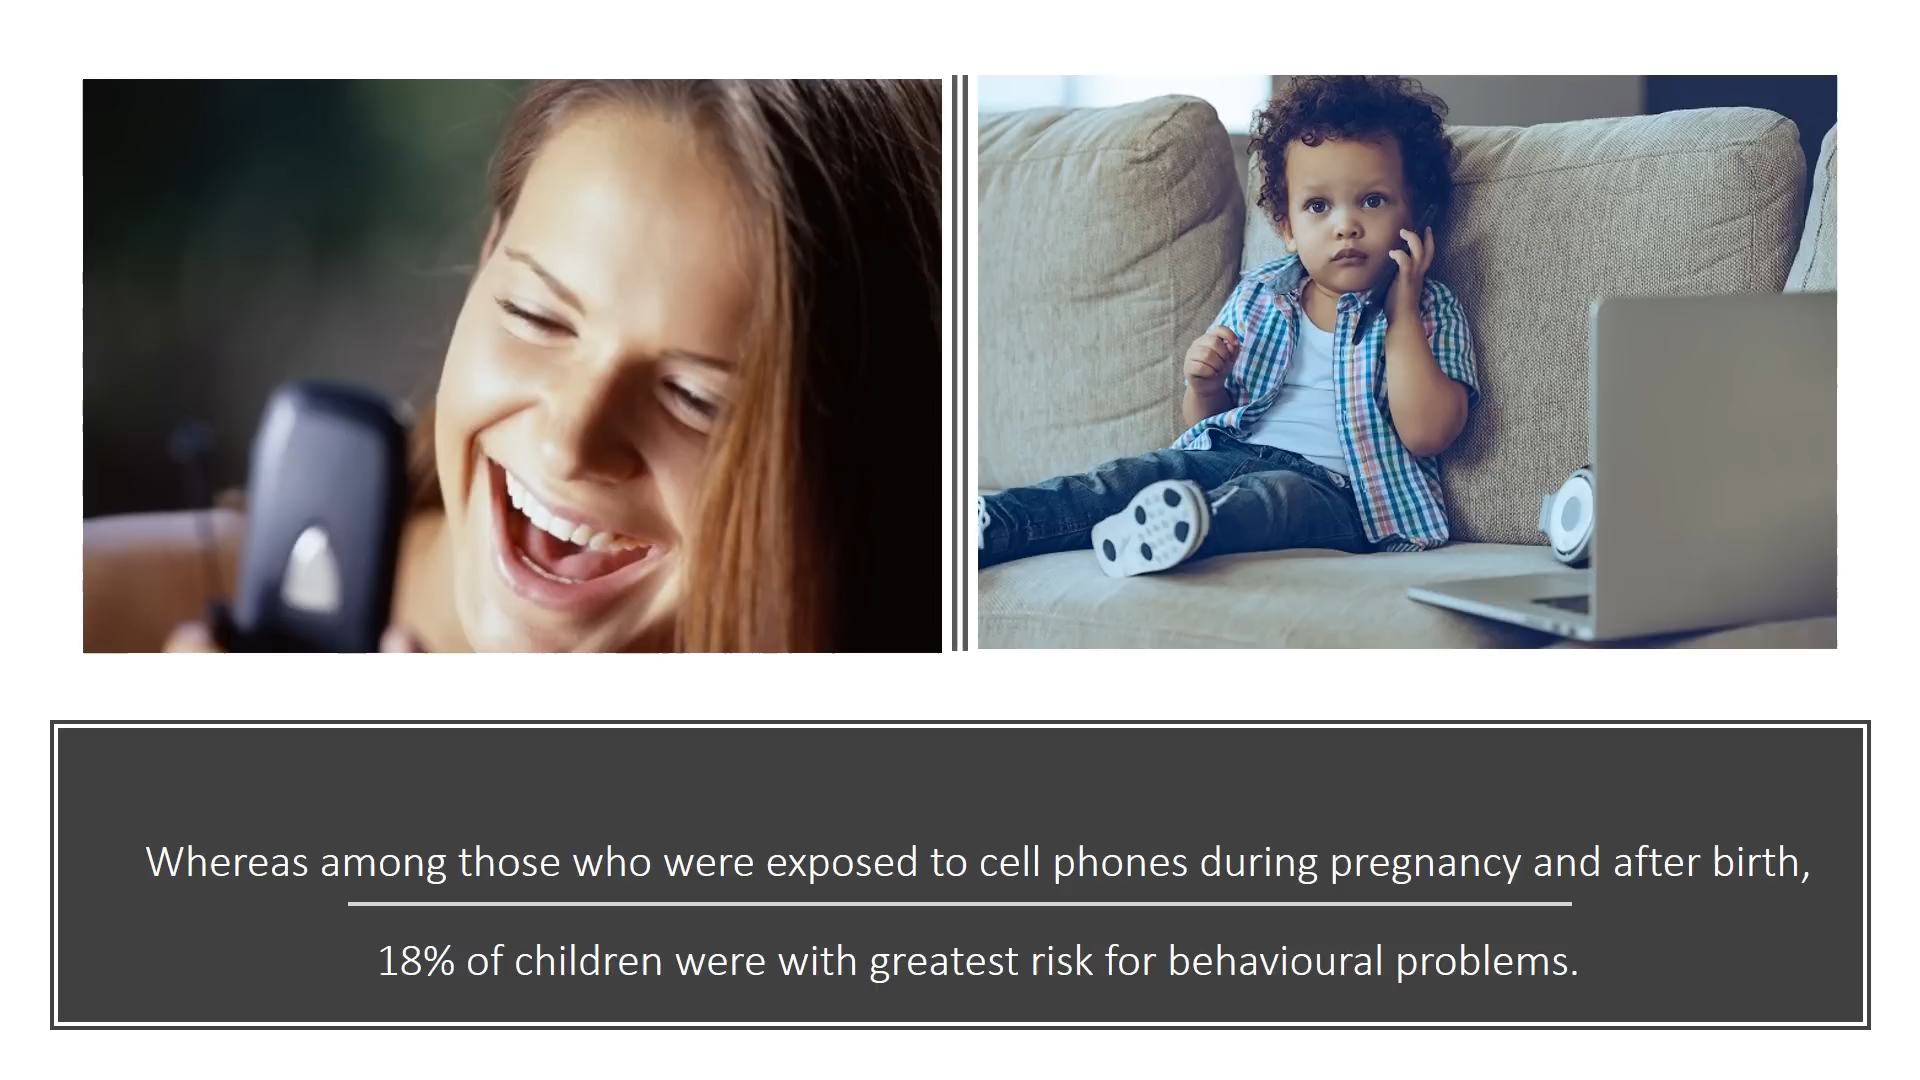 Whereas among those who were exposed to cell phones during pregnancy and after birth,
18% of children were with greatest risk for behavioural problems.